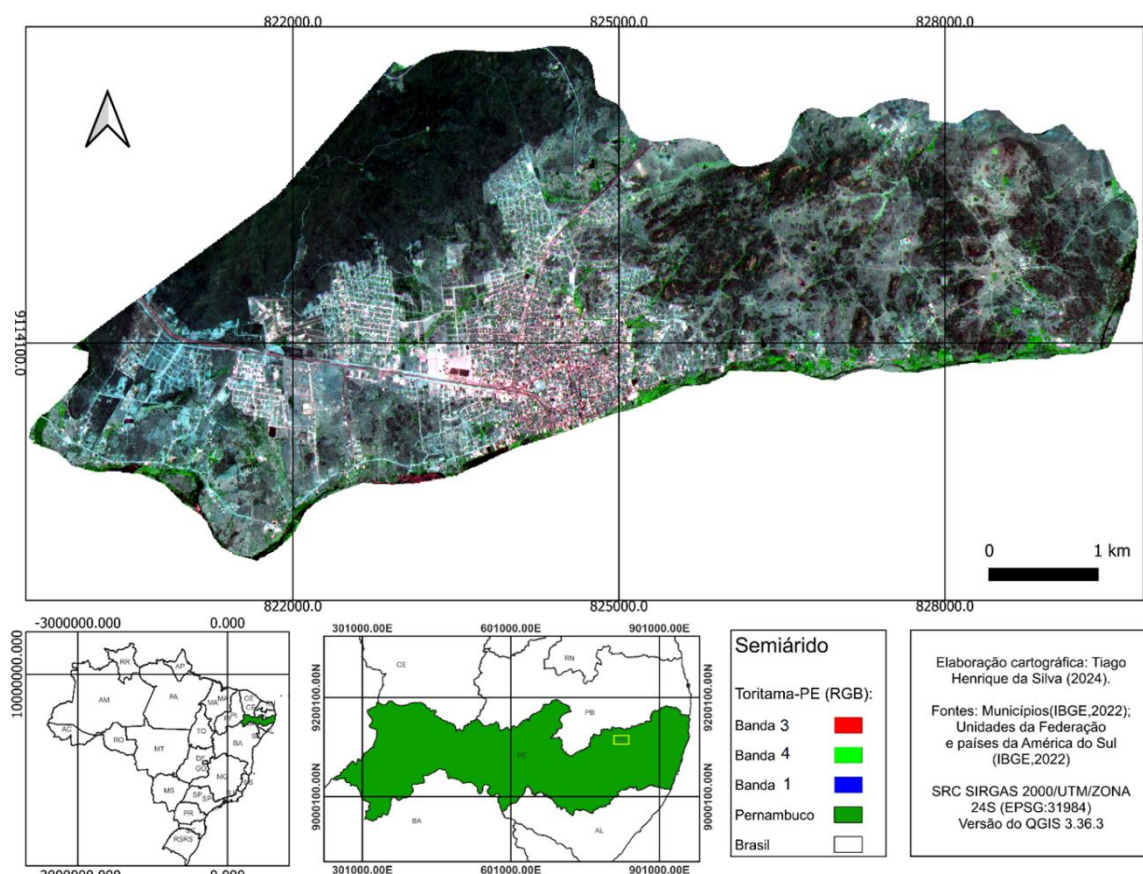 822000.0
825000.0
828000.0
9114100.0
0
1 km
822000.0
825000.0
828000.0
-3000000.000
0.000
10000000.000
RR
AP
AM
PA
MA
MA
CE
CE
PI
AC
RO
TO
BA
MT
DF
GO
MG
MS
SP
SP
PR
RSRS
0.000
301000.00E
601000.00E
901000.00E
9200100.00N
9200100.00N
CE
RN
PB
PE
BA
AL
9000100.00N
9000100.00N
301000.00E
601000.00E
901000.00E
Semiárido
Toritama-PE (RGB):
Banda 3
Banda 4
Banda 1
Pernambuco
Brasil
Elaboração cartográfica: Tiago
Henrique da Silva (2024).
Fontes: Municípios(IBGE,2022);
Unidades da Federação
e países da América do Sul
(IBGE,2022)
SRC SIRGAS 2000/UTM/ZONA
24S (EPSG:31984)
Versão do QGIS 3.36.3